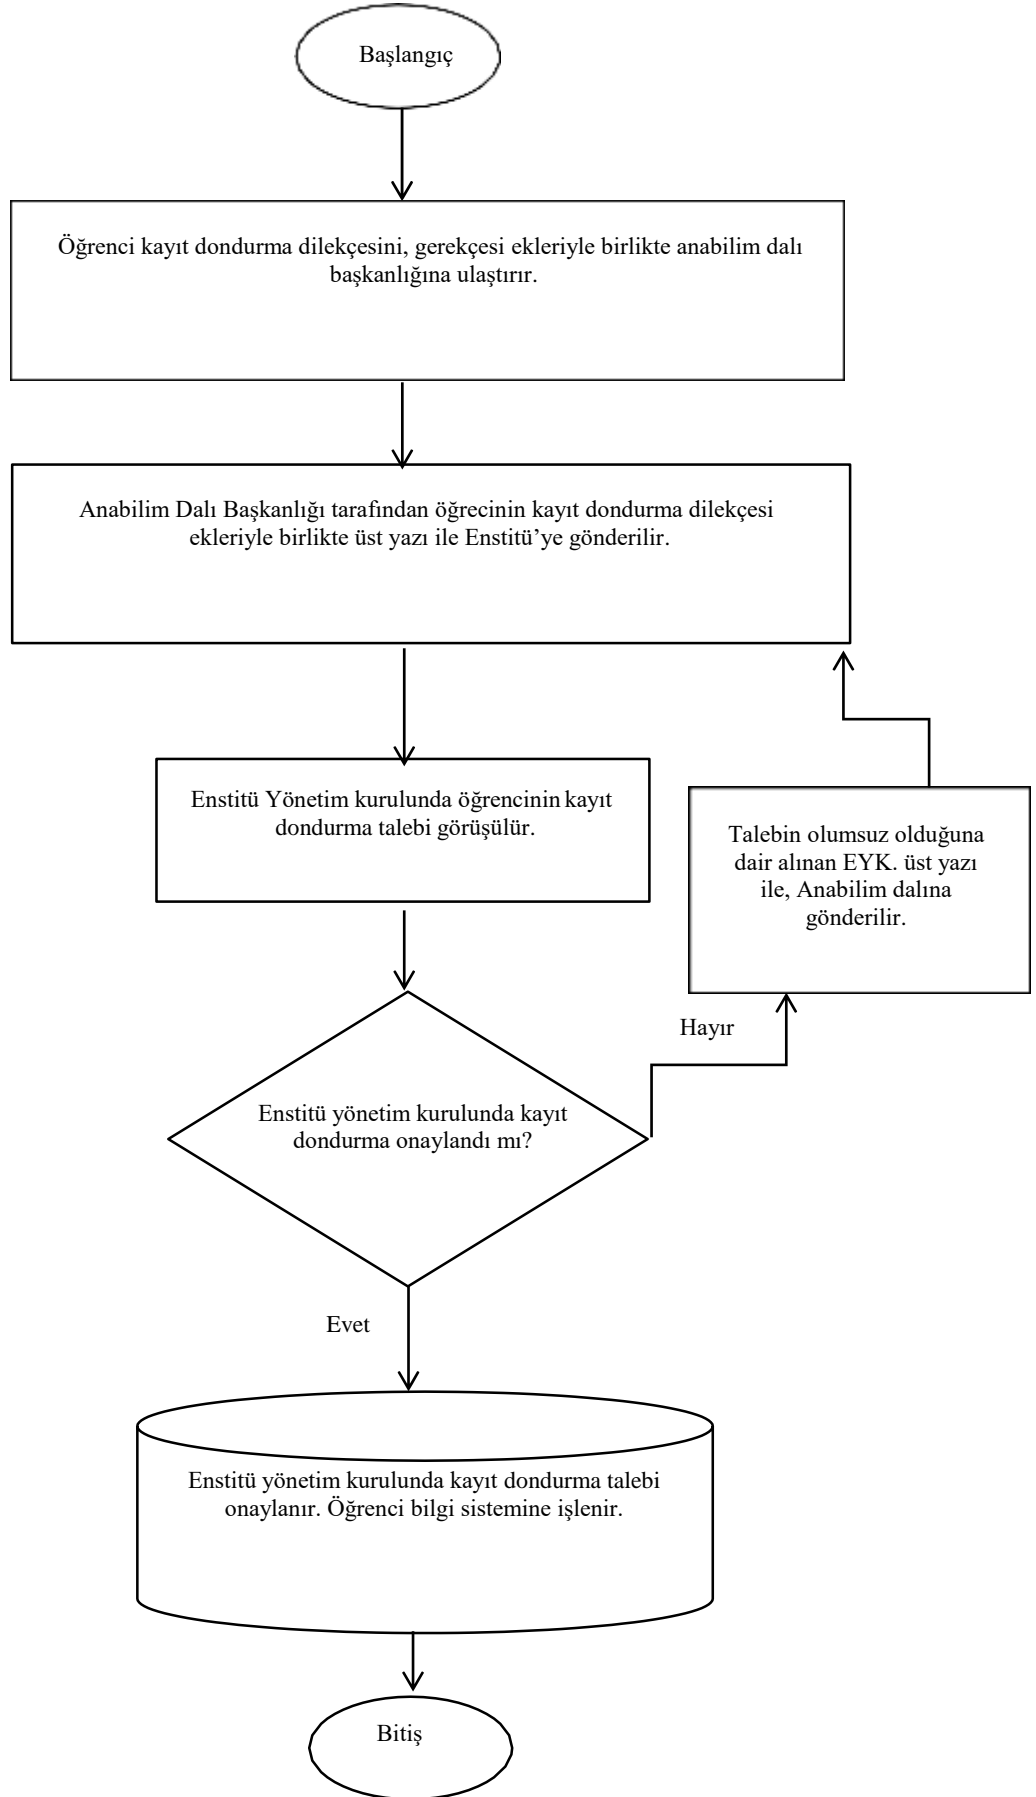 Başlangıç
Öğrenci kayıt dondurma dilekçesini, gerekçesi ekleriyle birlikte anabilim dalı
başkanlığına ulaştırır.
Anabilim Dalı Başkanlığı tarafından öğrecinin kayıt dondurma dilekçesi
ekleriyle birlikte üst yazı ile Enstitü’ye gönderilir.
Enstitü Yönetim kurulunda öğrencinin kayıt
dondurma talebi görüşülür.
Talebin olumsuz olduğuna
dair alınan EYK. üst yazı
ile, Anabilim dalına
gönderilir.
Hayır
Enstitü yönetim kurulunda kayıt
dondurma onaylandı mı?
Evet
Enstitü yönetim kurulunda kayıt dondurma talebi
onaylanır. Öğrenci bilgi sistemine işlenir.
Bitiş